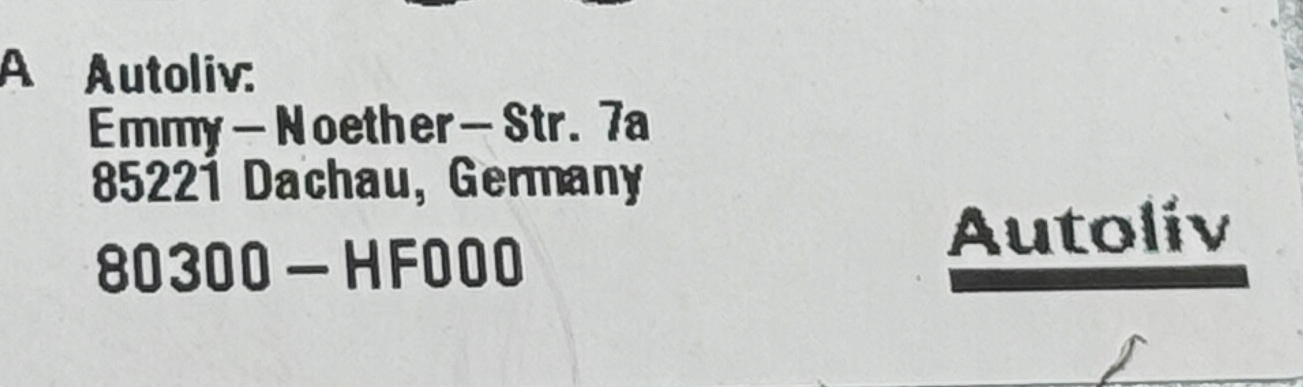 A Autoliv:
Emmy-Noether-Str. 7a
85221 Dachau, Germany
80300-HF000
Autoliv